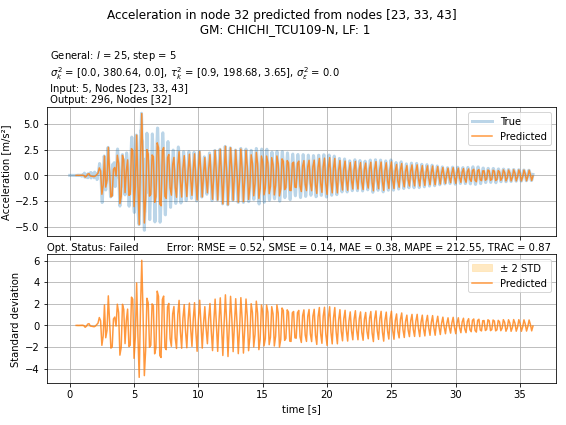 Acceleration in node 32 predicted from nodes [23, 33, 43]
GM: CHICHI_TCU109-N, LF: 1
General: l = 25, step = 5
σ²ₖ = [0.0, 380.64, 0.0], τ²ₖ = [0.9, 198.68, 3.65], σ²ε = 0.0
Input: 5, Nodes [23, 33, 43]
Output: 296, Nodes [32]
Acceleration [m/s²]
5.0
2.5
0.0
−2.5
−5.0
True
Predicted
Opt. Status: Failed
Error: RMSE = 0.52, SMSE = 0.14, MAE = 0.38, MAPE = 212.55, TRAC = 0.87
Standard deviation
6
4
2
0
−2
−4
± 2 STD
Predicted
0 5 10 15 20 25 30 35
time [s]